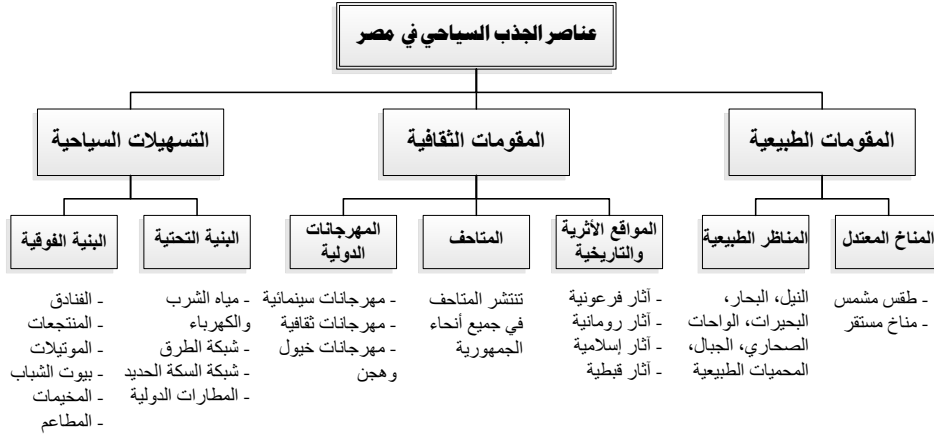 عناصر الجذب السياحي في مصر
المقومات الطبيعية
المقومات الثقافية
التسهيلات السياحية
المناخ المعتدل
المناظر الطبيعية
المواقع الأثرية
والتاريخية
المتاحف
المهرجانات
الدولية
البنية التحتية
البنية الفوقية
- طقس مشمس
- مناخ مستقر
النيل، البحار،
البحيرات، الواحات
الصحاري، الجبال،
المحميات الطبيعية
- آثار فرعونية
- آثار رومانية
- آثار إسلامية
- آثار قبطية
تنتشر المتاحف
في جميع أنحاء
الجمهورية
- مهرجانات سينمائية
- مهرجانات ثقافية
- مهرجانات خيول
وهجن
- مياه الشرب
والكهرباء
- شبكة الطرق
- شبكة السكة الحديد
- المطارات الدولية
- الفنادق
- المنتجعات
- الموتيلات
- بيوت الشباب
- المخيمات
- المطاعم